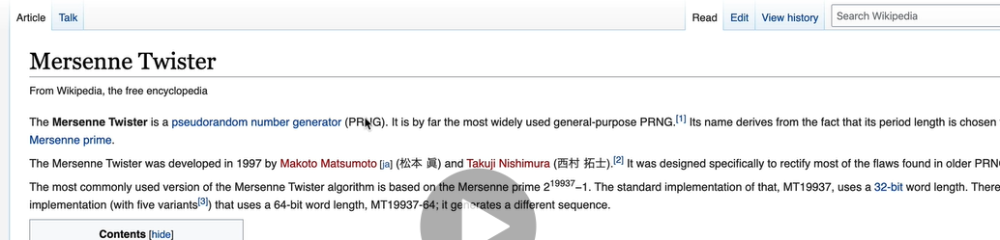 Article Talk Read Edit View history Search Wikipedia
Mersenne Twister
From Wikipedia, the free encyclopedia
The Mersenne Twister is a pseudorandom number generator (PRNG). It is by far the most widely used general-purpose PRNG.[1] Its name derives from the fact that its period length is chosen
Mersenne prime.
The Mersenne Twister was developed in 1997 by Makoto Matsumoto [ja] (松本 眞) and Takuji Nishimura (西村 拓士).[2] It was designed specifically to rectify most of the flaws found in older PRN
The most commonly used version of the Mersenne Twister algorithm is based on the Mersenne prime 2^19937−1. The standard implementation of that, MT19937, uses a 32-bit word length. There
implementation (with five variants[3]) that uses a 64-bit word length, MT19937-64; it generates a different sequence.
Contents [hide]